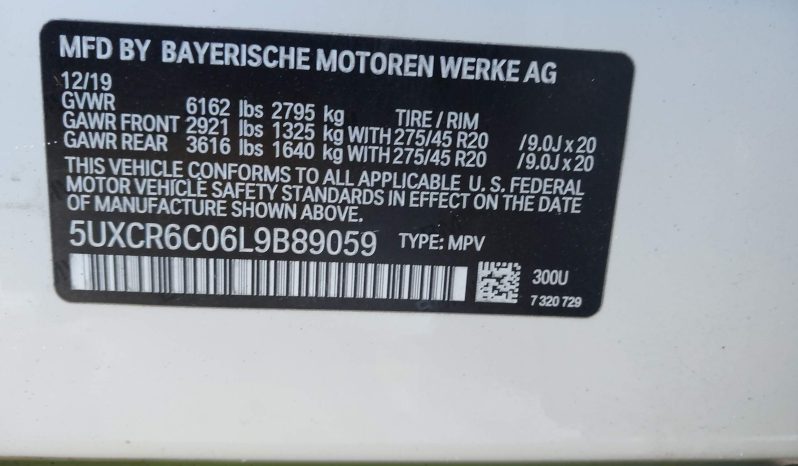 MFD BY BAYERISCHE MOTOREN WERKE AG
12/19
GVWR 6162 lbs 2795 kg TIRE / RIM
GAWR FRONT 2921 lbs 1325 kg WITH 275/45 R20 /9.0J x 20
GAWR REAR 3616 lbs 1640 kg WITH 275/45 R20 /9.0J x 20
THIS VEHICLE CONFORMS TO ALL APPLICABLE U. S. FEDERAL
MOTOR VEHICLE SAFETY STANDARDS IN EFFECT ON THE DATE
OF MANUFACTURE SHOWN ABOVE.
5UXCR6C06L9B89059 TYPE: MPV
300U
7 320 729